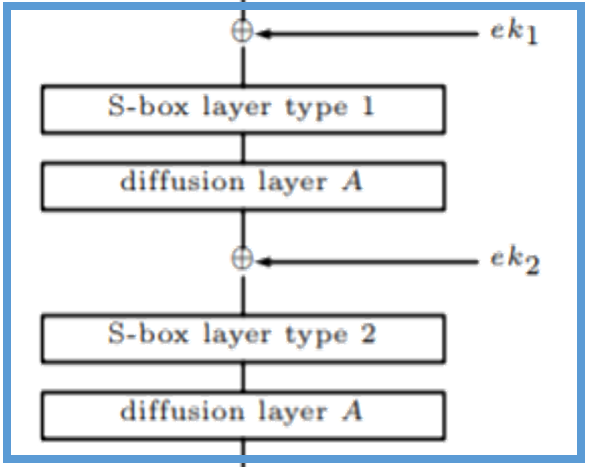 ek₁
S-box layer type 1
diffusion layer A
ek₂
S-box layer type 2
diffusion layer A